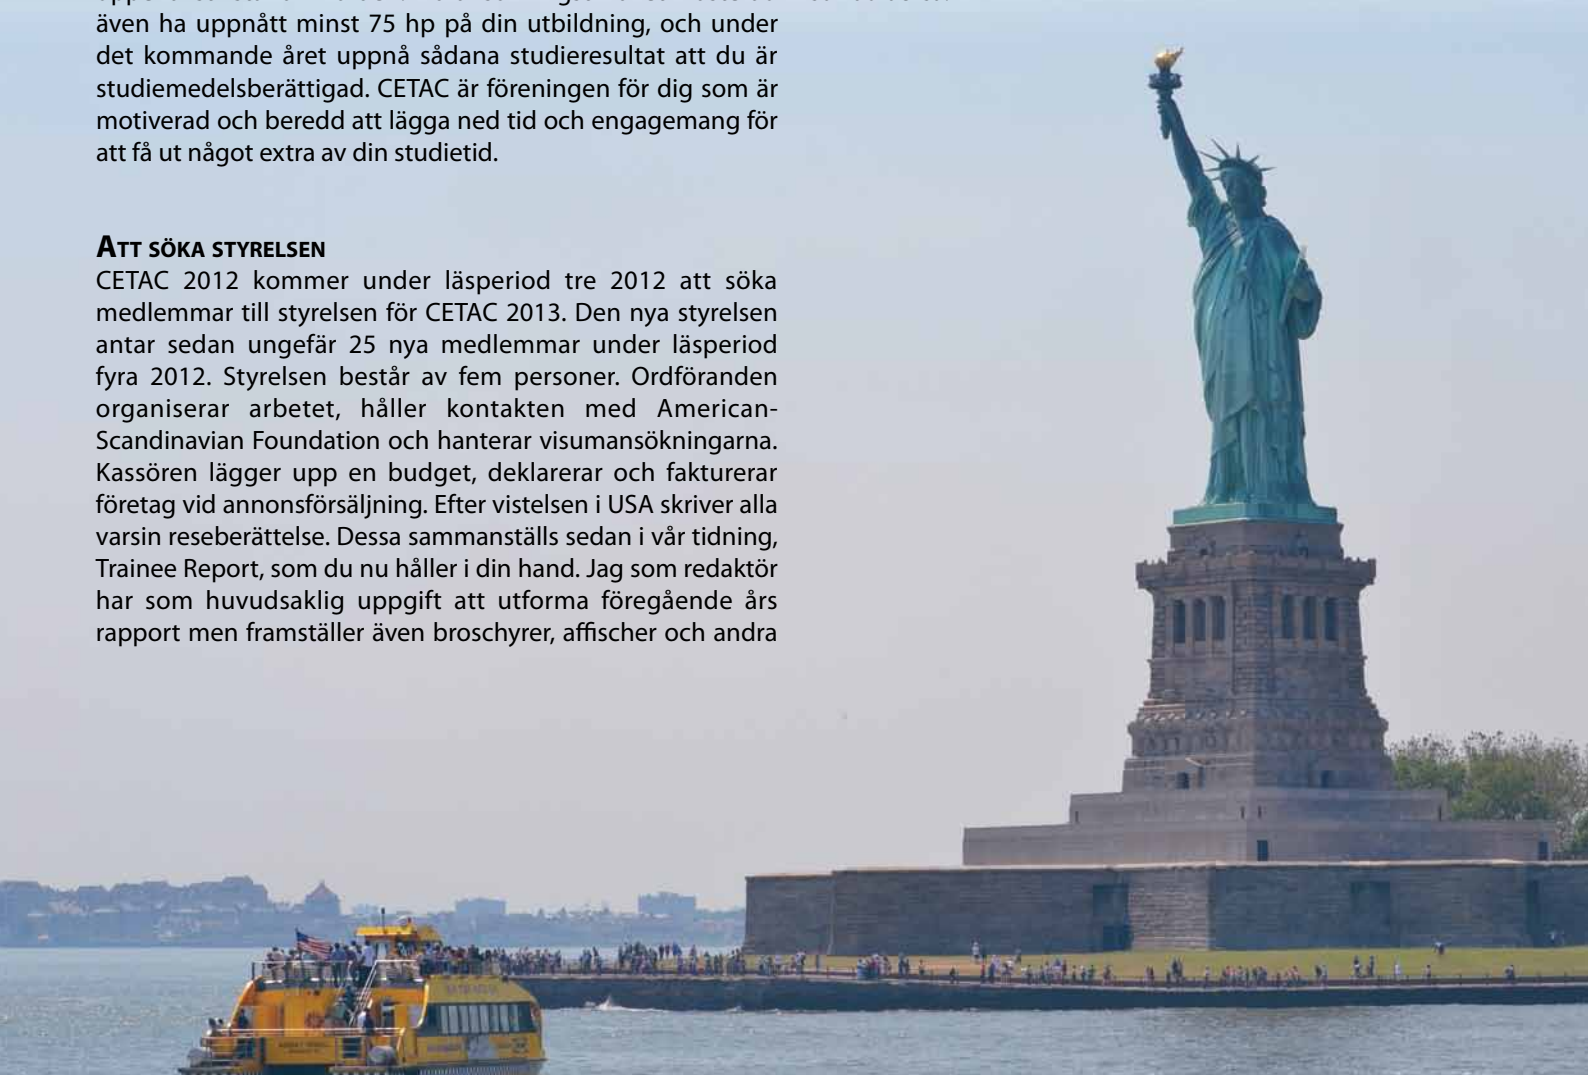 även ha uppnått minst 75 hp på din utbildning, och under
det kommande året uppnå sådana studieresultat att du är
studiemedelsberättigad. CETAC är föreningen för dig som är
motiverad och beredd att lägga ned tid och engagemang för
att få ut något extra av din studietid.
ATT SÖKA STYRELSEN
CETAC 2012 kommer under läsperiod tre 2012 att söka
medlemmar till styrelsen för CETAC 2013. Den nya styrelsen
antar sedan ungefär 25 nya medlemmar under läsperiod
fyra 2012. Styrelsen består av fem personer. Ordföranden
organiserar arbetet, håller kontakten med American-
Scandinavian Foundation och hanterar visumansökningarna.
Kassören lägger upp en budget, deklarerar och fakturerar
företag vid annonsförsäljning. Efter vistelsen i USA skriver alla
varsin reseberättelse. Dessa sammanställs sedan i vår tidning,
Trainee Report, som du nu håller i din hand. Jag som redaktör
har som huvudsaklig uppgift att utforma föregående års
rapport men framställer även broschyrer, affischer och andra